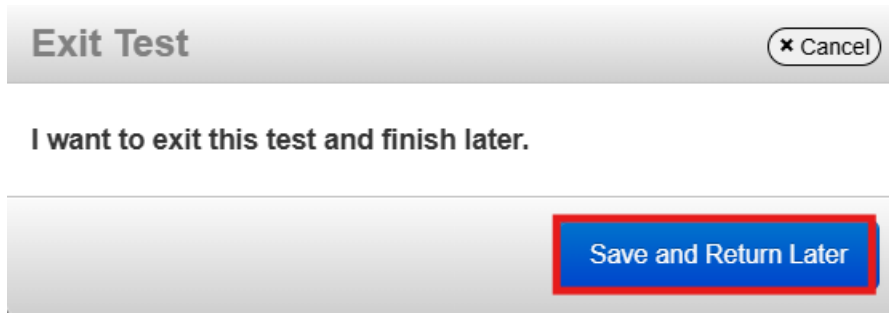 Exit Test
× Cancel
I want to exit this test and finish later.
Save and Return Later